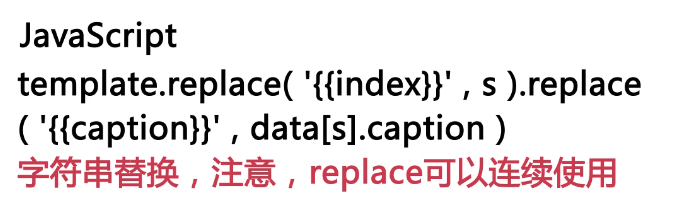 JavaScript
template.replace( '{{index}}' , s ).replace
( '{{caption}}' , data[s].caption )
字符串替换，注意，replace可以连续使用